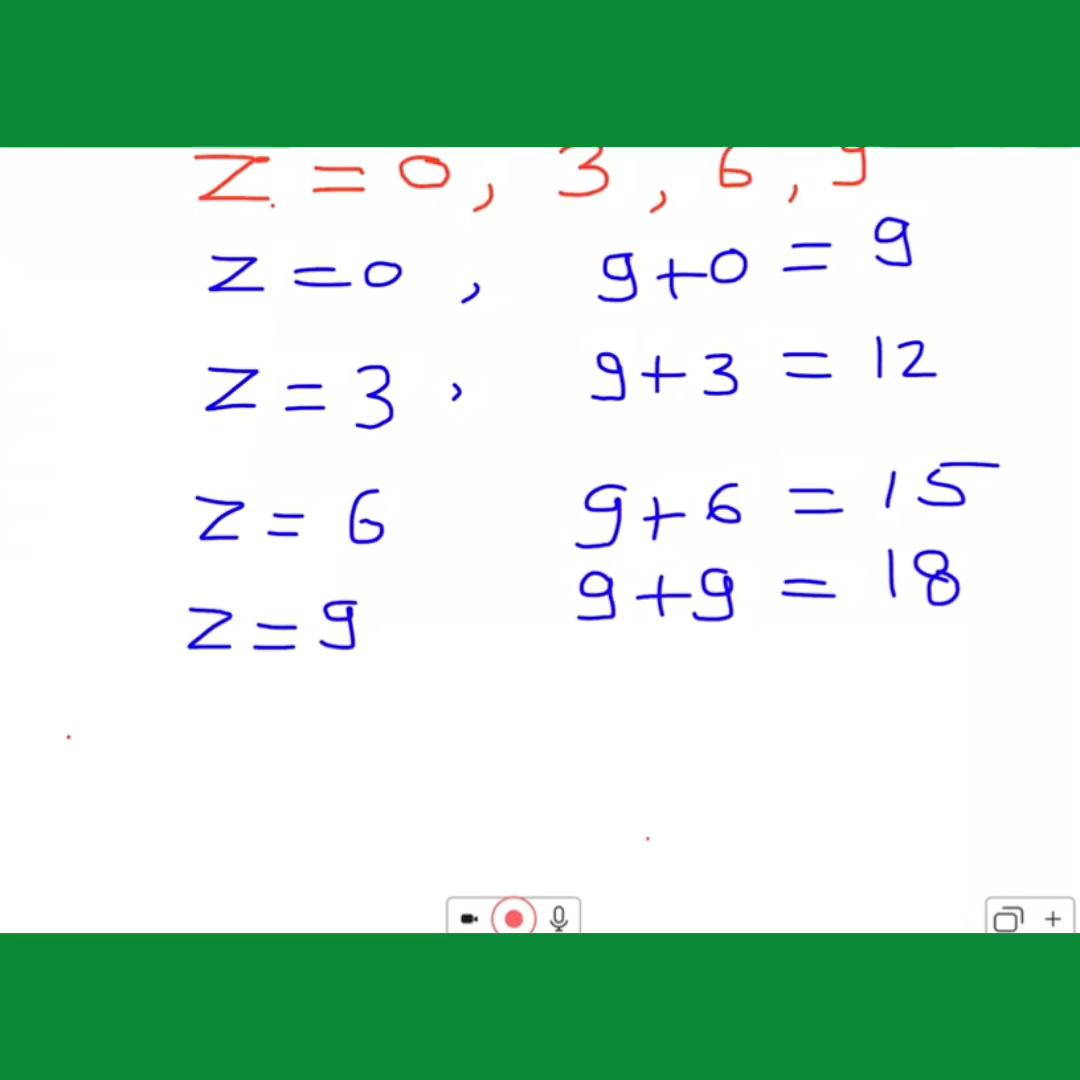 Z = 0, 3, 6, 9
z = 0, 9+0 = 9
z = 3, 9+3 = 12
z = 6 9+6 = 15
z = 9 9+9 = 18